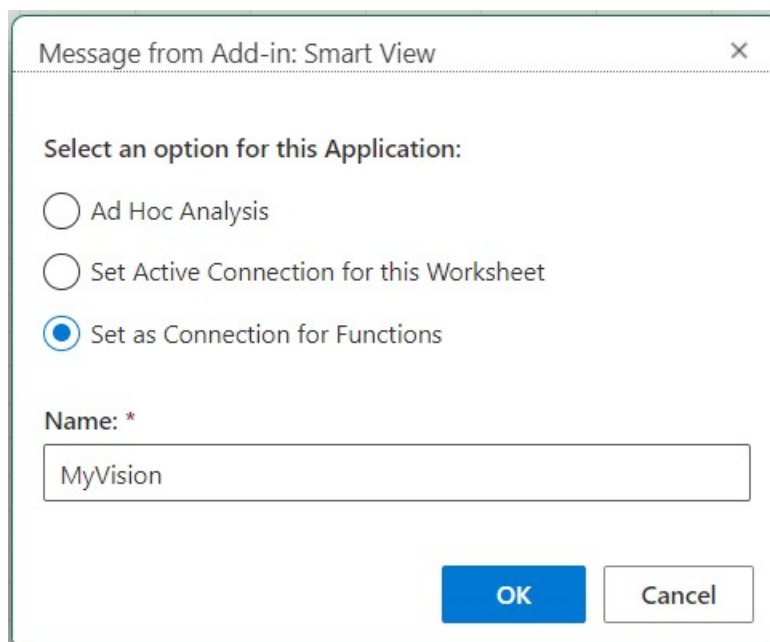 Message from Add-in: Smart View
Select an option for this Application:
Ad Hoc Analysis
Set Active Connection for this Worksheet
Set as Connection for Functions
Name: *
MyVision
OK Cancel